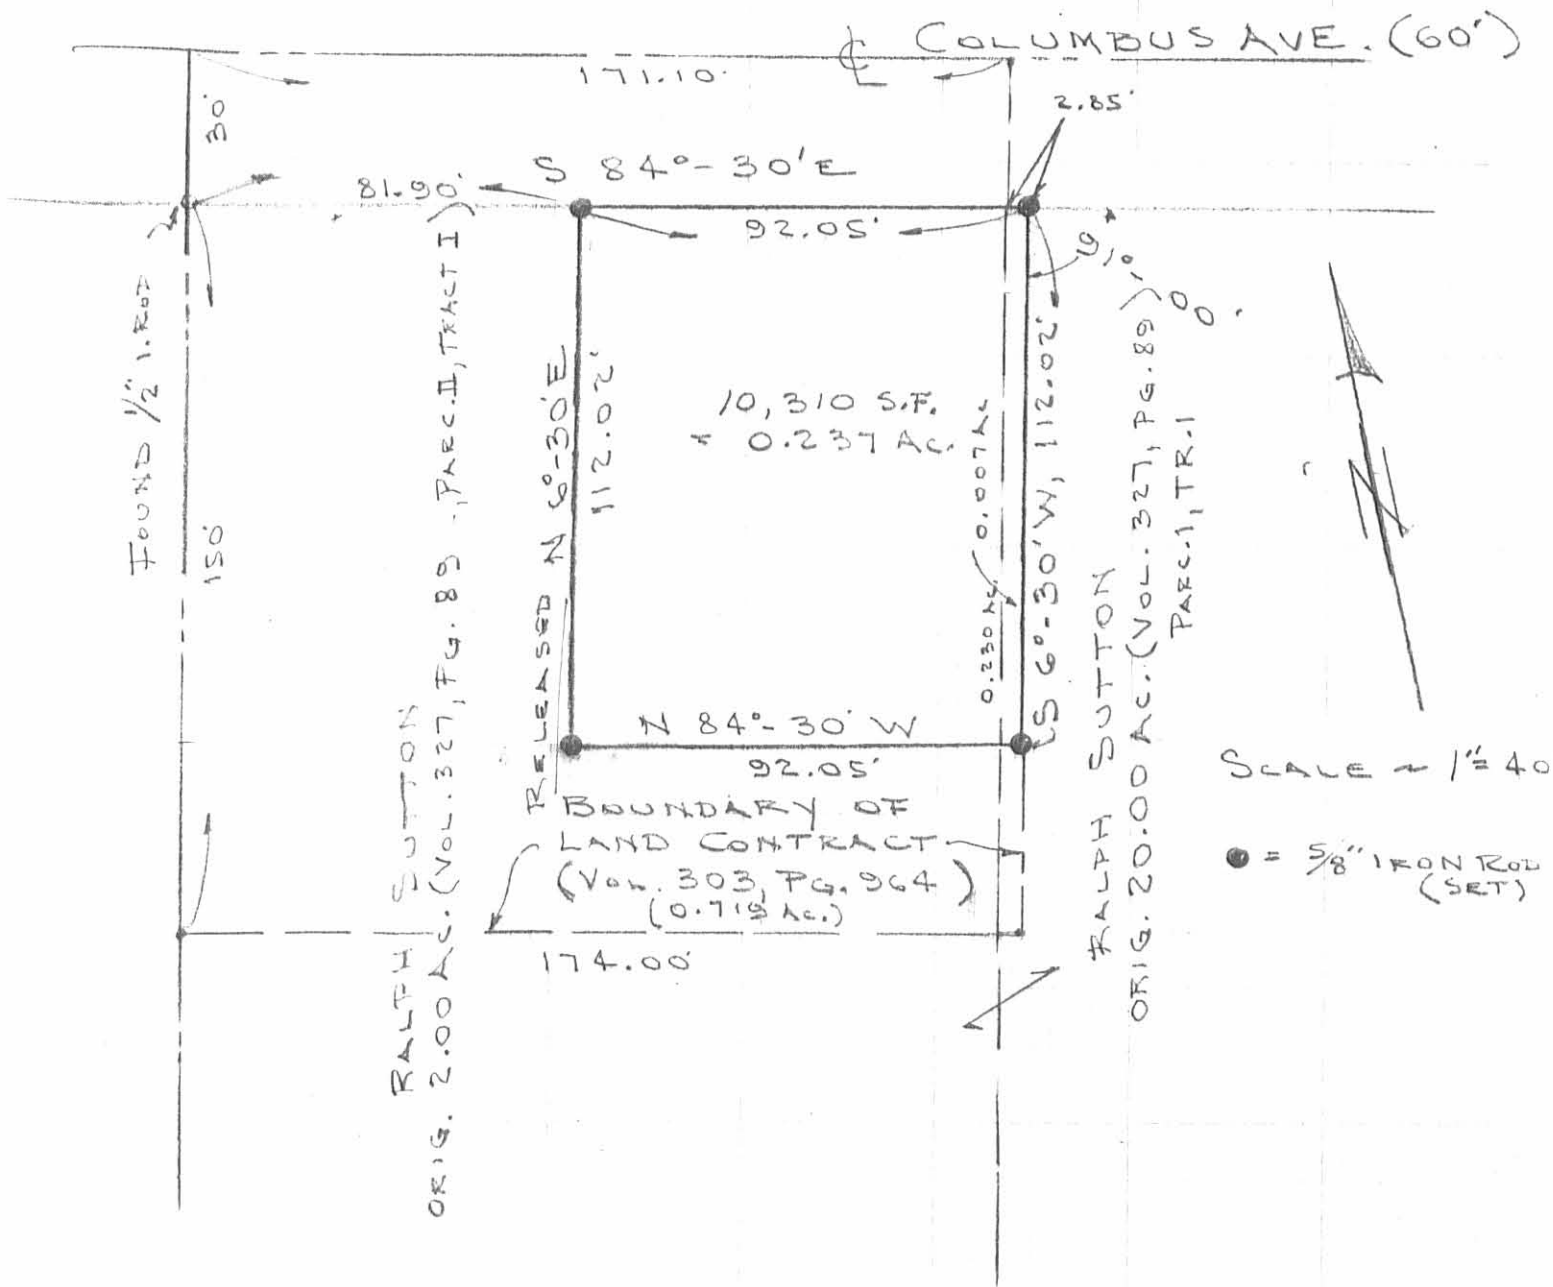 ℄ COLUMBUS AVE. (60')
171.10'
30'
2.85'
S 84°-30'E
81.90'
92.05'
91°00'
FOUND 1/2" I. ROD
150'
RALPH SUTTON
ORIG. 2.00 AC. (VOL. 327, PG. 89 , PARC. II, TRACT I)
RELEASED N 6°-30'E
112.02'
10,310 S.F.
0.237 AC.
0.230 AC.
0.007 AC
S 6°-30'W, 112.02'
RALPH SUTTON
ORIG. 20.00 AC. (VOL. 327, PG. 89)
PARC. 1, TR. 1
N
N 84°-30' W
92.05'
BOUNDARY OF
LAND CONTRACT
(VOL. 303, PG. 964)
174.00'
SCALE ~ 1"=40
● = 5/8" IRON ROD
(SET)